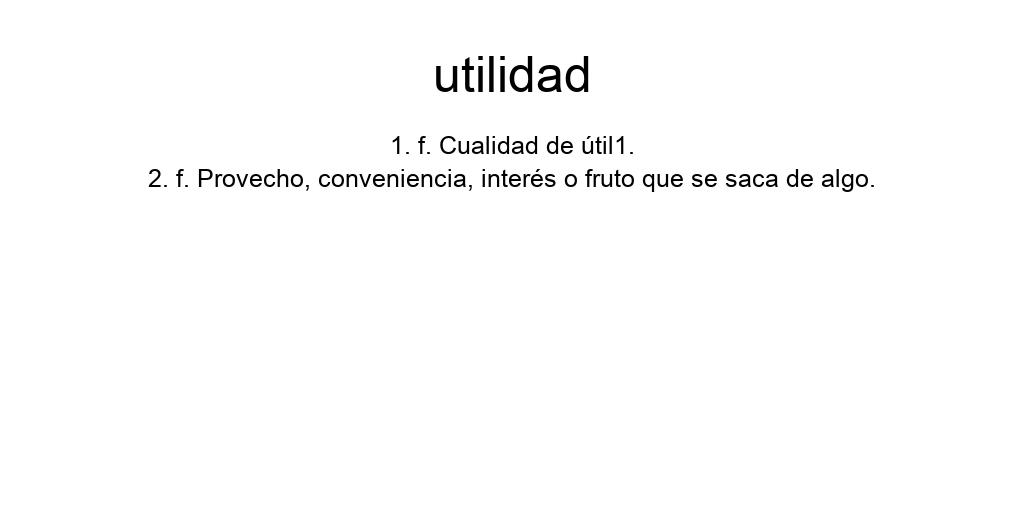 utilidad
1. f. Cualidad de útil1.
2. f. Provecho, conveniencia, interés o fruto que se saca de algo.